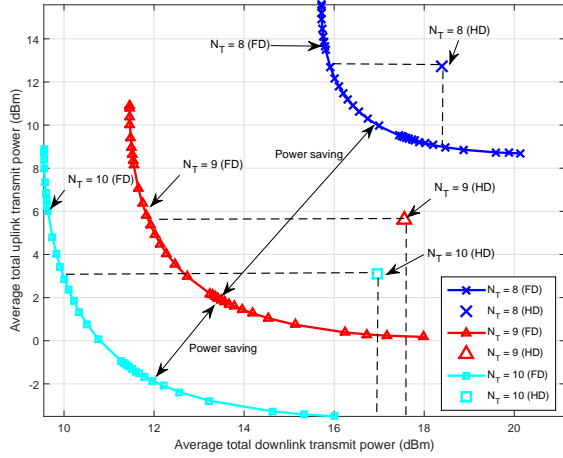 N_T = 8 (FD)
N_T = 8 (HD)
N_T = 9 (FD)
N_T = 10 (FD)
Power saving
N_T = 9 (HD)
N_T = 10 (HD)
Power saving
N_T = 8 (FD)
N_T = 8 (HD)
N_T = 9 (FD)
N_T = 9 (HD)
N_T = 10 (FD)
N_T = 10 (HD)
14
12
10
8
6
4
2
0
-2
10
12
14
16
18
20
Average total uplink transmit power (dBm)
Average total downlink transmit power (dBm)